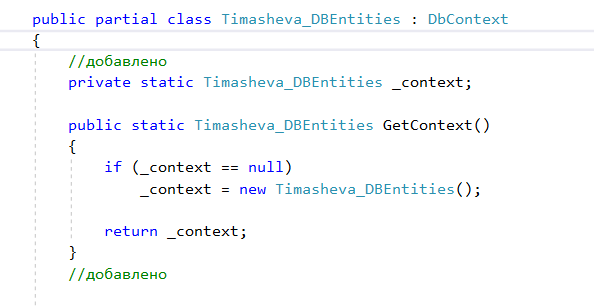 public partial class Timasheva_DBEntities : DbContext
{
//добавлено
private static Timasheva_DBEntities _context;
public static Timasheva_DBEntities GetContext()
{
if (_context == null)
_context = new Timasheva_DBEntities();
return _context;
}
//добавлено